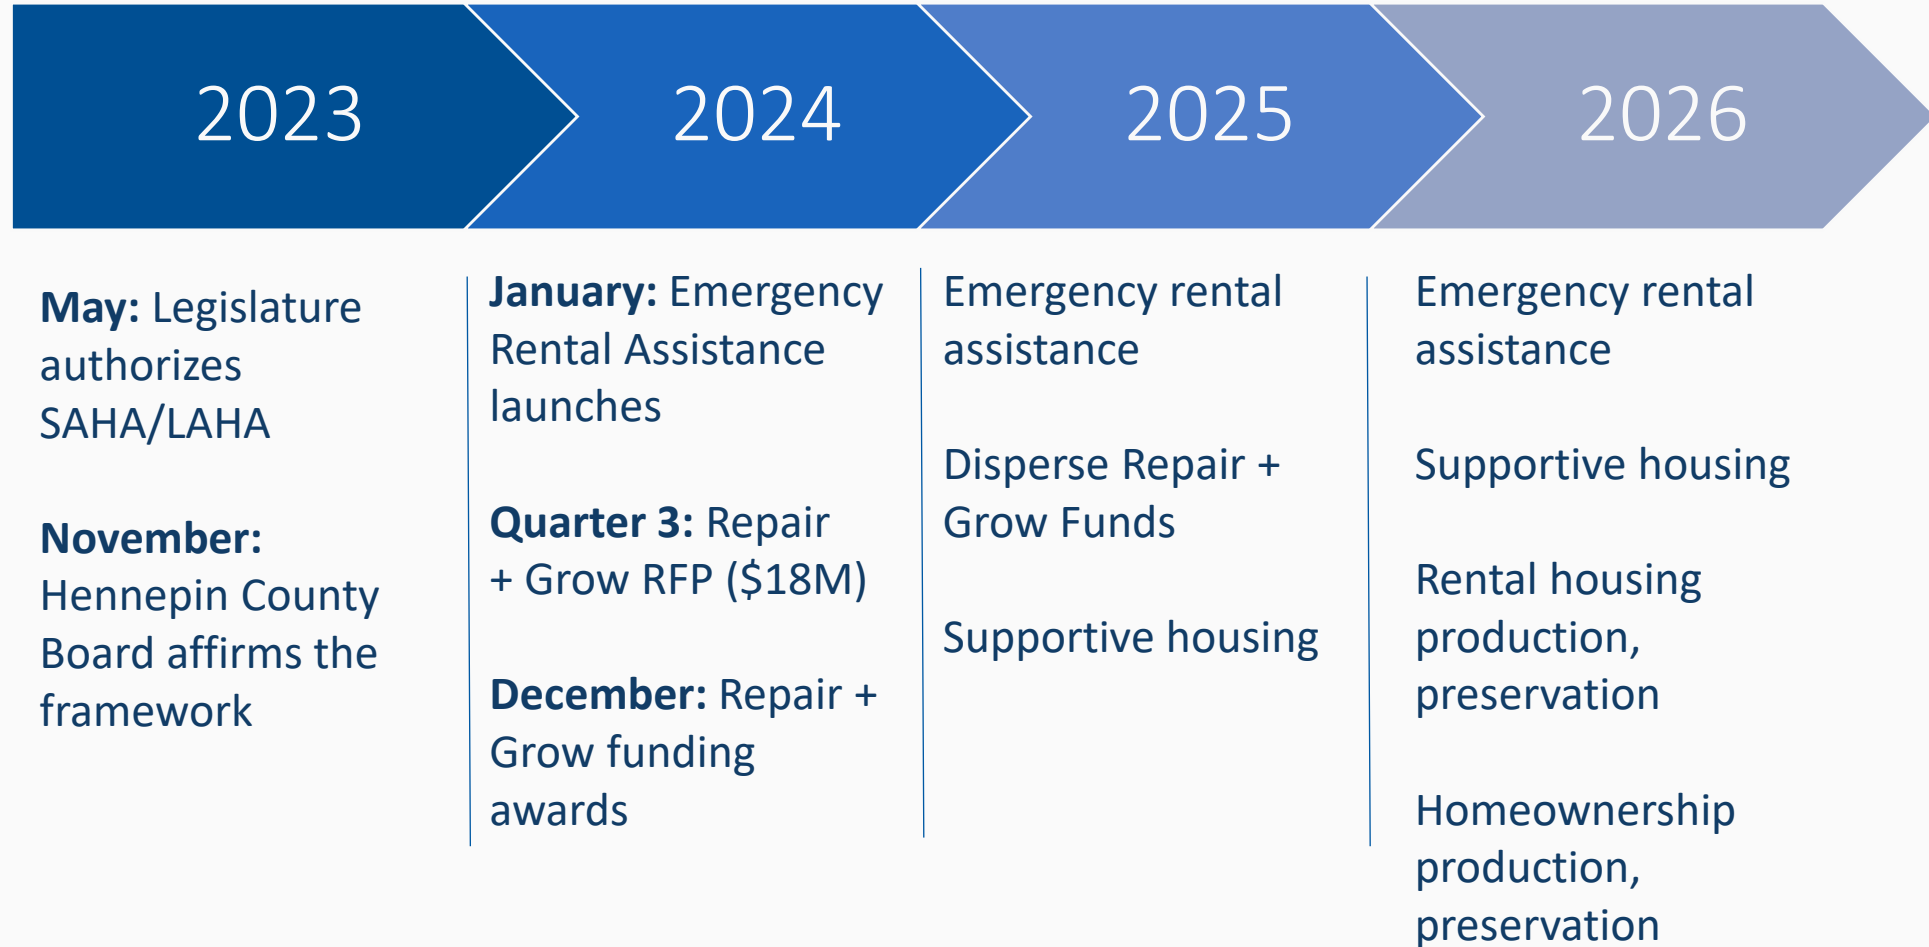 2023
2024
2025
2026
May: Legislature
authorizes
SAHA/LAHA
November:
Hennepin County
Board affirms the
framework
January: Emergency
Rental Assistance
launches
Quarter 3: Repair
+ Grow RFP ($18M)
December: Repair +
Grow funding
awards
Emergency rental
assistance
Disperse Repair +
Grow Funds
Supportive housing
Emergency rental
assistance
Supportive housing
Rental housing
production,
preservation
Homeownership
production,
preservation